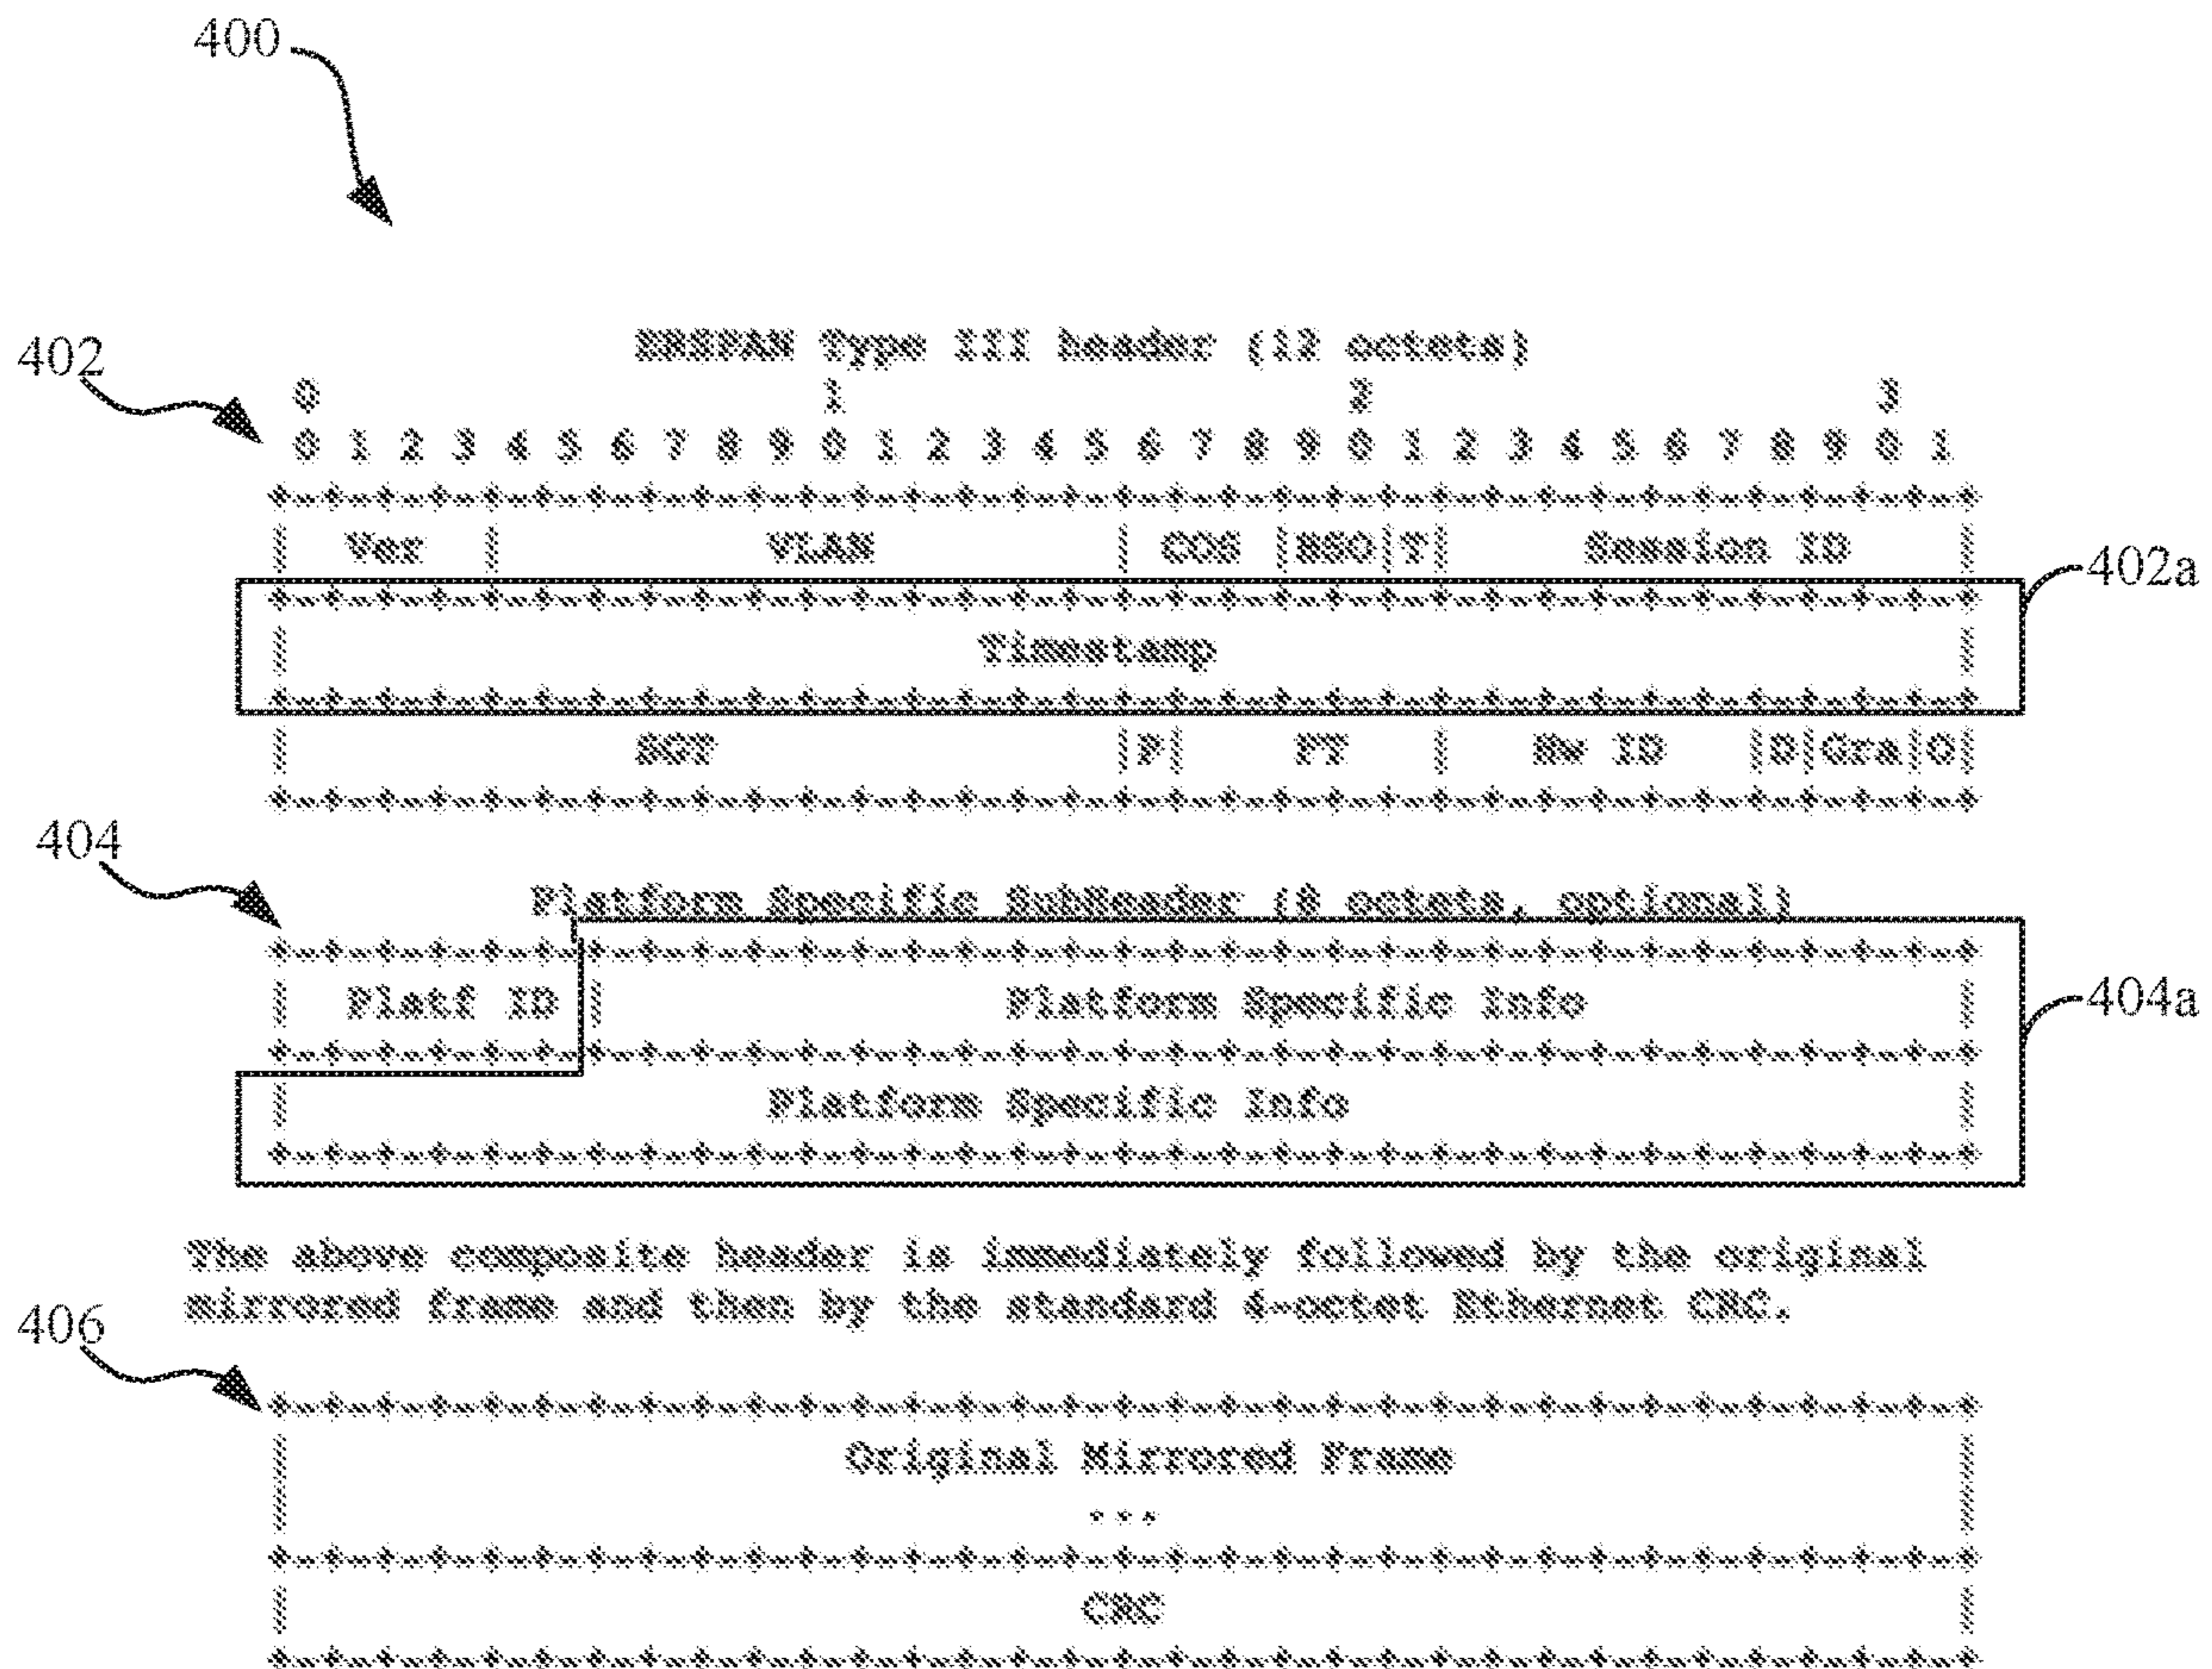 400
402
ERSPAN Type III header (12 octets)
0 1 2 3
0 1 2 3 4 5 6 7 8 9 0 1 2 3 4 5 6 7 8 9 0 1 2 3 4 5 6 7 8 9 0 1
+-+-+-+-+-+-+-+-+-+-+-+-+-+-+-+-+-+-+-+-+-+-+-+-+-+-+-+-+-+-+-+-+
| Ver | VLAN | COS |BSO|T| Session ID |
402a
+-+-+-+-+-+-+-+-+-+-+-+-+-+-+-+-+-+-+-+-+-+-+-+-+-+-+-+-+-+-+-+-+
| Timestamp |
+-+-+-+-+-+-+-+-+-+-+-+-+-+-+-+-+-+-+-+-+-+-+-+-+-+-+-+-+-+-+-+-+
| SGT |P| FT | Hw ID |D|Gra|O|
+-+-+-+-+-+-+-+-+-+-+-+-+-+-+-+-+-+-+-+-+-+-+-+-+-+-+-+-+-+-+-+-+
404
Platform Specific SubHeader (8 octets, optional)
+-+-+-+-+-+-+-+-+-+-+-+-+-+-+-+-+-+-+-+-+-+-+-+-+-+-+-+-+-+-+-+-+
| Platf ID | Platform Specific Info |
404a
+-+-+-+-+-+-+-+-+-+-+-+-+-+-+-+-+-+-+-+-+-+-+-+-+-+-+-+-+-+-+-+-+
| Platform Specific Info |
+-+-+-+-+-+-+-+-+-+-+-+-+-+-+-+-+-+-+-+-+-+-+-+-+-+-+-+-+-+-+-+-+
The above composite header is immediately followed by the original
mirrored frame and then by the standard 4-octet Ethernet CRC.
406
+-+-+-+-+-+-+-+-+-+-+-+-+-+-+-+-+-+-+-+-+-+-+-+-+-+-+-+-+-+-+-+-+
| Original Mirrored Frame |
| ... |
+-+-+-+-+-+-+-+-+-+-+-+-+-+-+-+-+-+-+-+-+-+-+-+-+-+-+-+-+-+-+-+-+
| CRC |
+-+-+-+-+-+-+-+-+-+-+-+-+-+-+-+-+-+-+-+-+-+-+-+-+-+-+-+-+-+-+-+-+